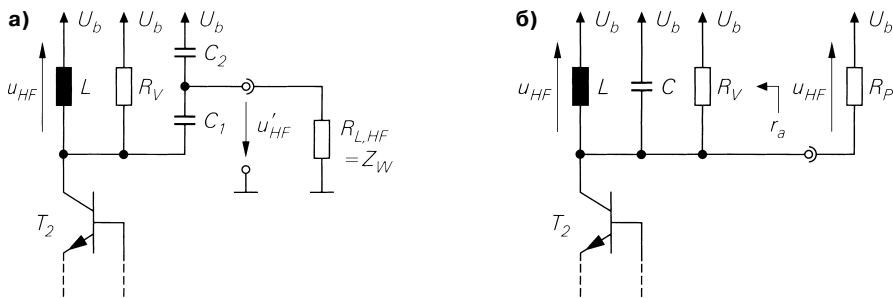 а)
U_b U_b U_b
C_2
u_HF L R_V
C_1 u'_HF R_L,HF
= Z_W
T_2
б)
U_b U_b U_b U_b
u_HF L C R_V u_HF R_P
r_a
T_2